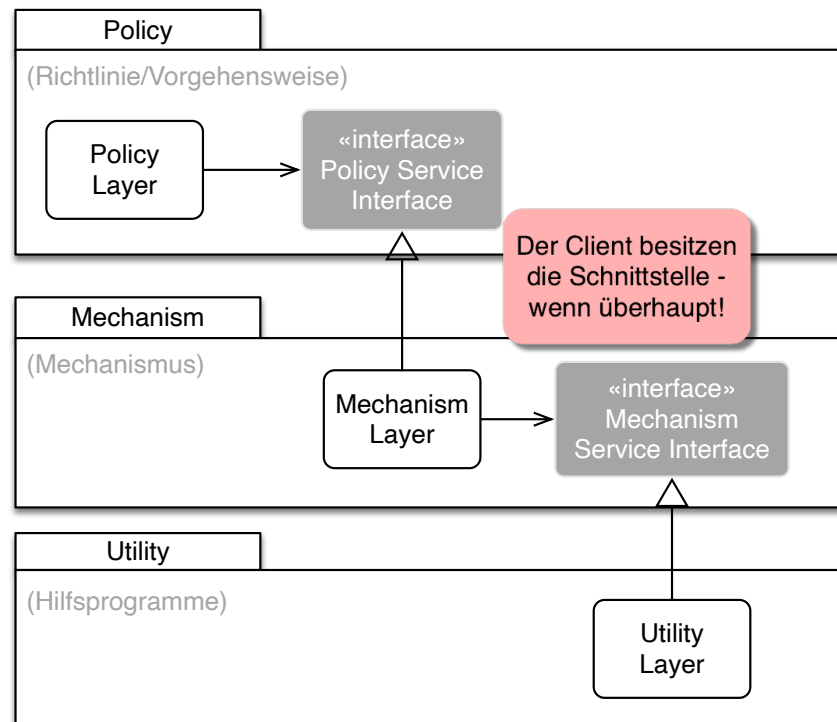 Policy
(Richtlinie/Vorgehensweise)
Policy
Layer
«interface»
Policy Service
Interface
Der Client besitzen
die Schnittstelle -
wenn überhaupt!
Mechanism
(Mechanismus)
Mechanism
Layer
«interface»
Mechanism
Service Interface
Utility
(Hilfsprogramme)
Utility
Layer